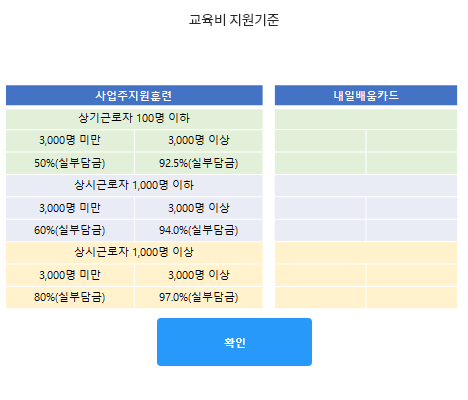 교육비 지원기준
사업주지원훈련 내일배움카드
상기근로자 100명 이하
3,000명 미만 3,000명 이상
50%(실부담금) 92.5%(실부담금)
상시근로자 1,000명 이하
3,000명 미만 3,000명 이상
60%(실부담금) 94.0%(실부담금)
상시근로자 1,000명 이상
3,000명 미만 3,000명 이상
80%(실부담금) 97.0%(실부담금)
확인